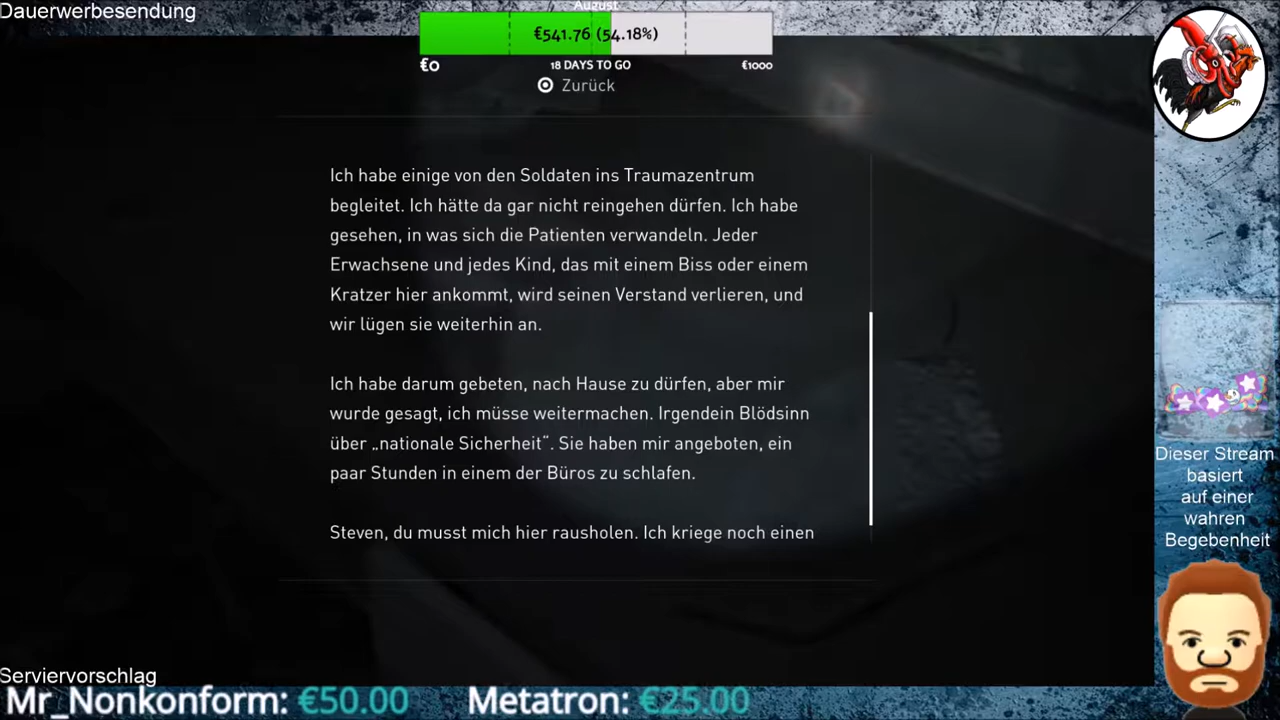 Dauerwerbesendung
August
€541.76 (54.18%)
€0
18 DAYS TO GO
€1000
Zurück
Ich habe einige von den Soldaten ins Traumazentrum
begleitet. Ich hätte da gar nicht reingehen dürfen. Ich habe
gesehen, in was sich die Patienten verwandeln. Jeder
Erwachsene und jedes Kind, das mit einem Biss oder einem
Kratzer hier ankommt, wird seinen Verstand verlieren, und
wir lügen sie weiterhin an.
Ich habe darum gebeten, nach Hause zu dürfen, aber mir
wurde gesagt, ich müsse weitermachen. Irgendein Blödsinn
über „nationale Sicherheit“. Sie haben mir angeboten, ein
paar Stunden in einem der Büros zu schlafen.
Steven, du musst mich hier rausholen. Ich kriege noch einen
Dieser Stream
basiert
auf einer
wahren
Begebenheit
Serviervorschlag
Mr_Nonkonform: €50.00
Metatron: €25.00